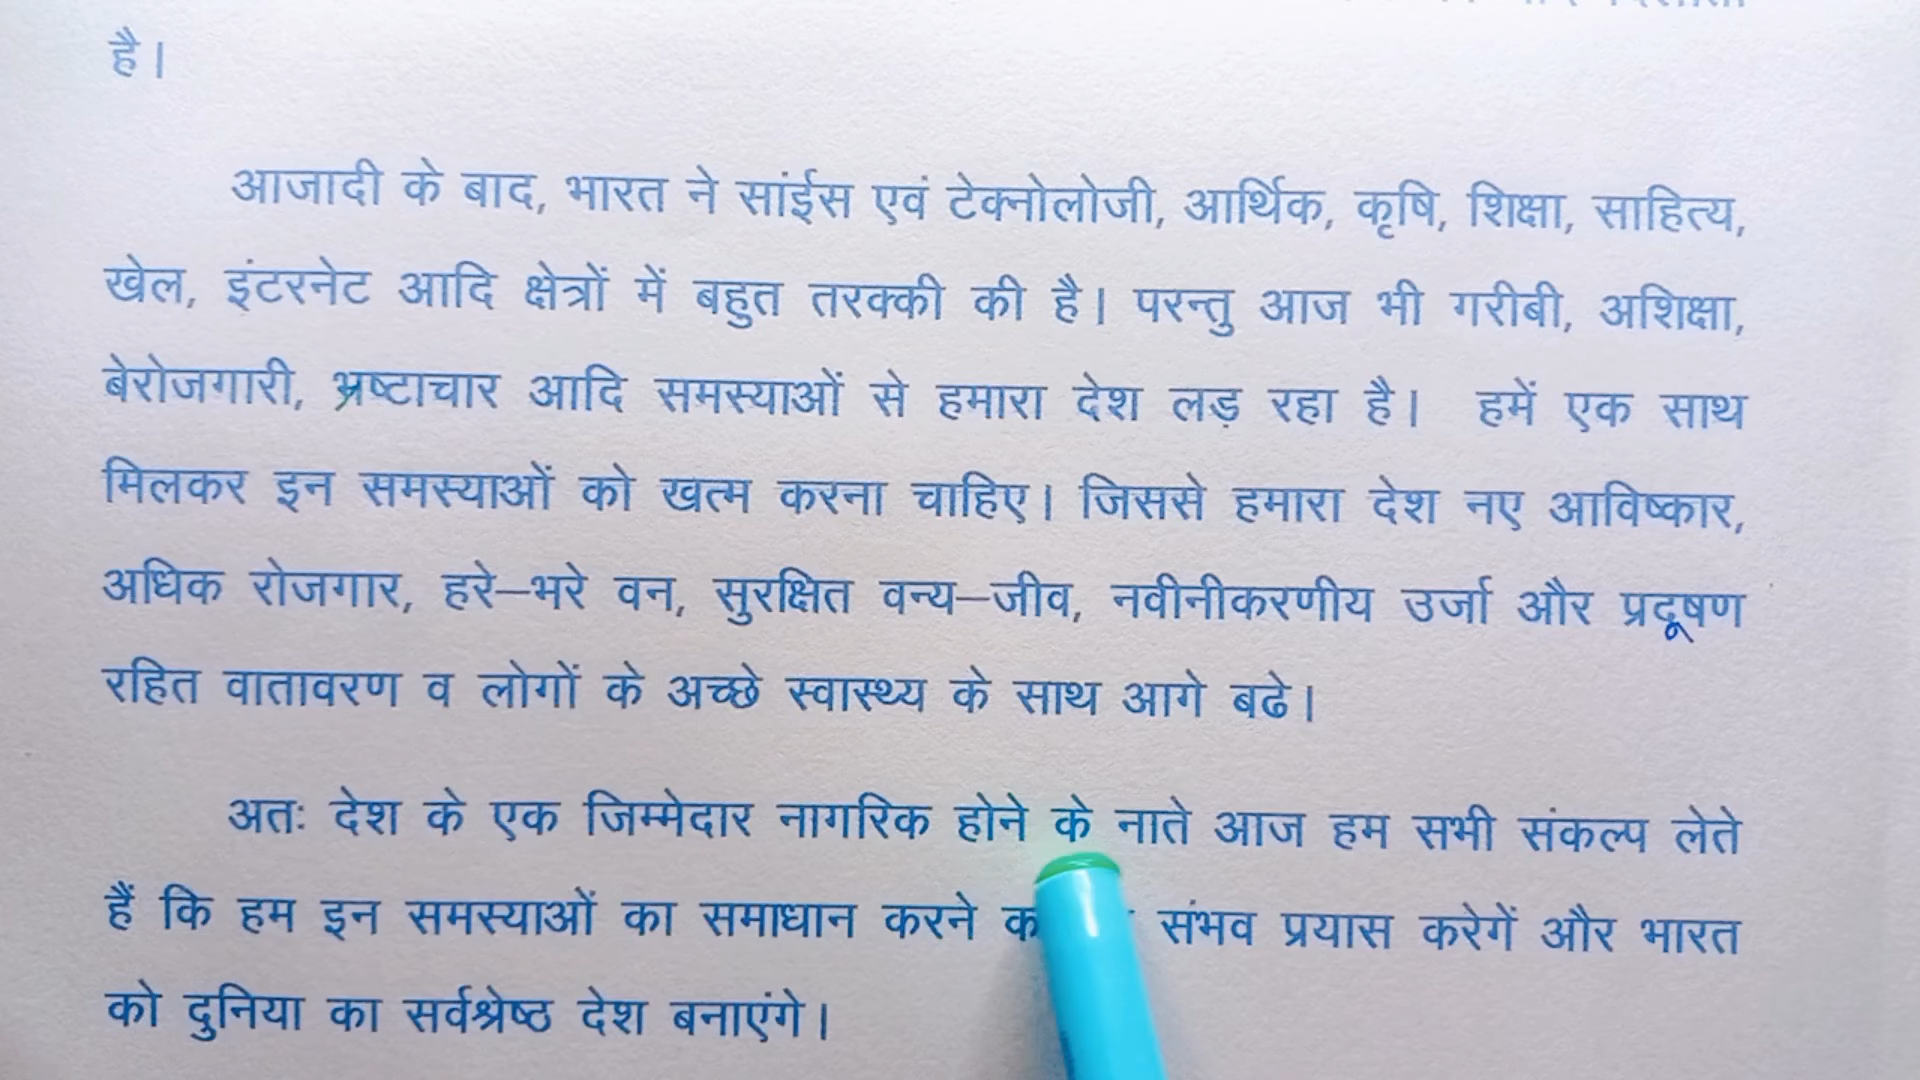 है।
आजादी के बाद, भारत ने सांईस एवं टेक्नोलोजी, आर्थिक, कृषि, शिक्षा, साहित्य,
खेल, इंटरनेट आदि क्षेत्रों में बहुत तरक्की की है। परन्तु आज भी गरीबी, अशिक्षा,
बेरोजगारी, भ्रष्टाचार आदि समस्याओं से हमारा देश लड़ रहा है। हमें एक साथ
मिलकर इन समस्याओं को खत्म करना चाहिए। जिससे हमारा देश नए आविष्कार,
अधिक रोजगार, हरे–भरे वन, सुरक्षित वन्य–जीव, नवीनीकरणीय उर्जा और प्रदूषण
रहित वातावरण व लोगों के अच्छे स्वास्थ्य के साथ आगे बढे।
अतः देश के एक जिम्मेदार नागरिक होने के नाते आज हम सभी संकल्प लेते
हैं कि हम इन समस्याओं का समाधान करने संभव प्रयास करेगें और भारत
को दुनिया का सर्वश्रेष्ठ देश बनाएंगे।